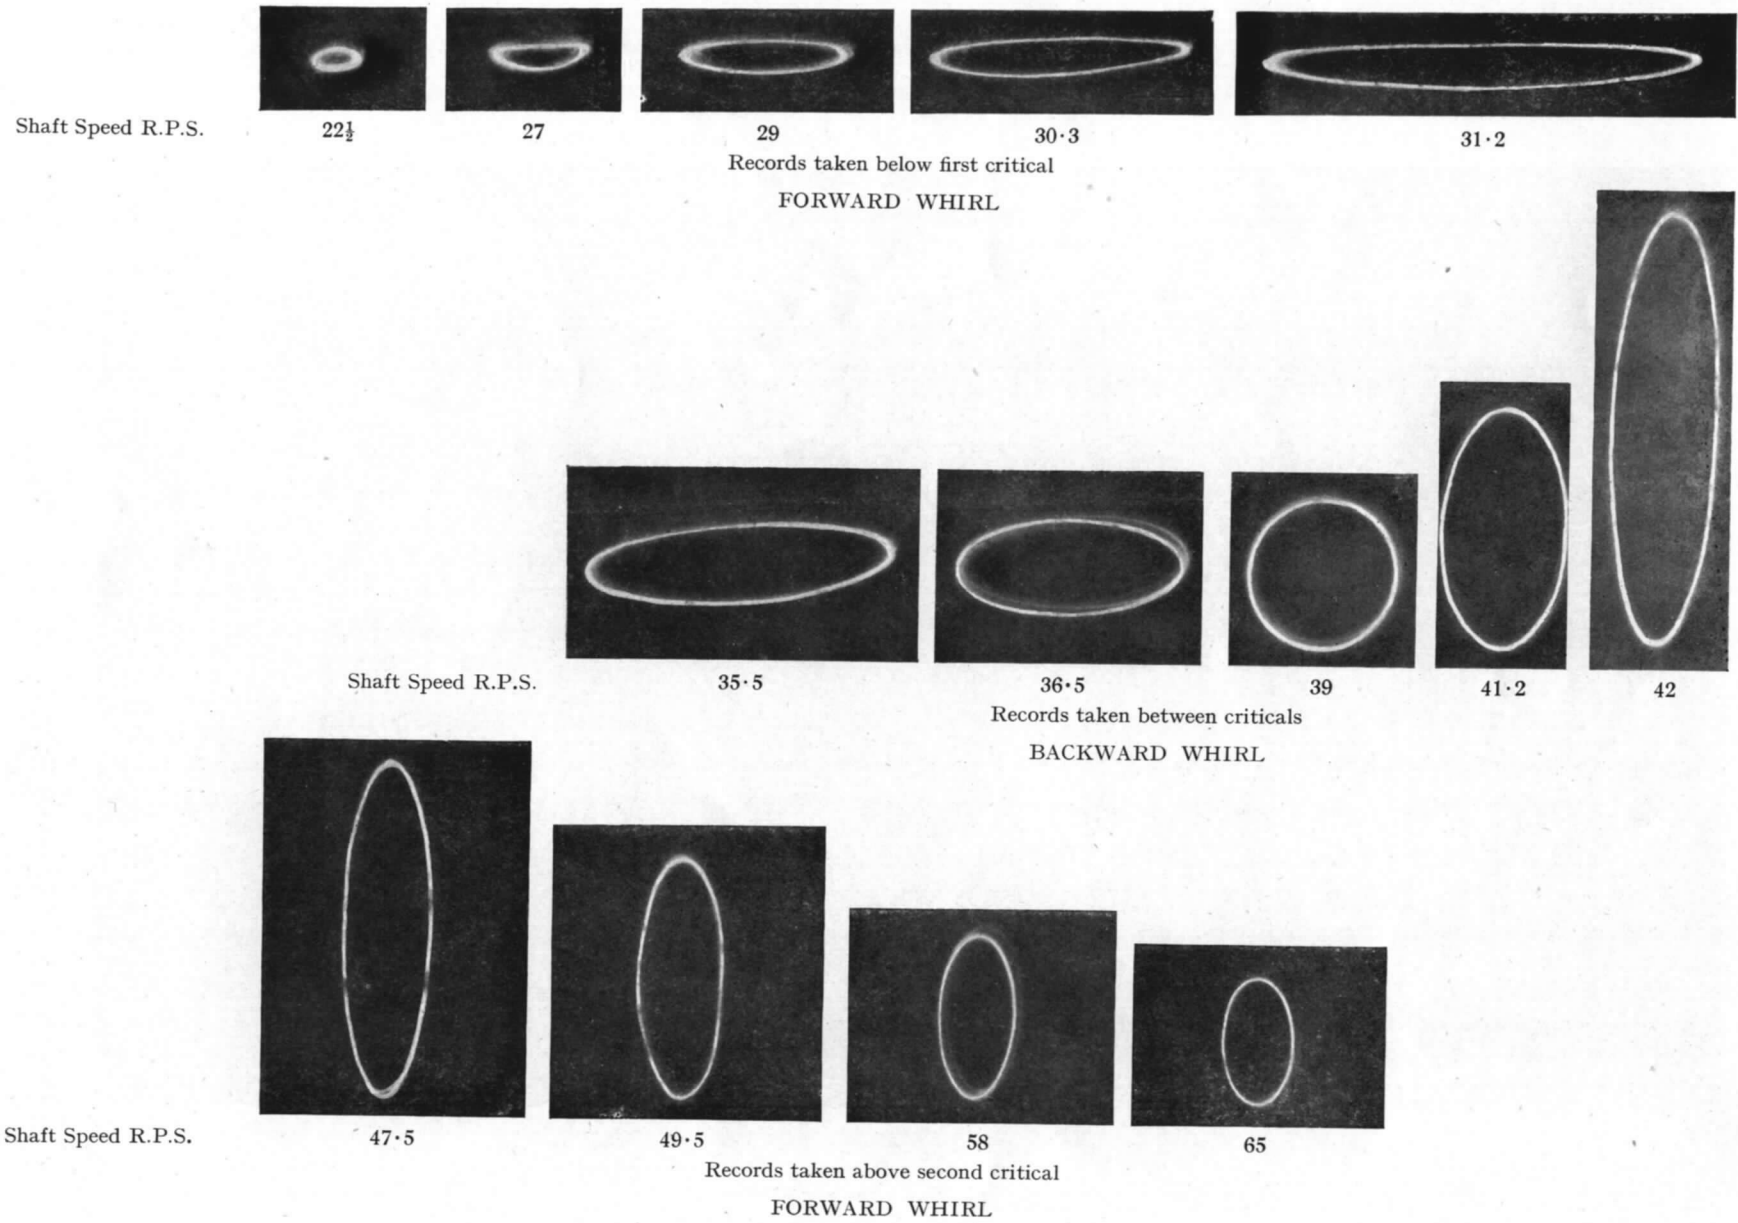 Shaft Speed R.P.S. 22½ 27 29 30·3 31·2
Records taken below first critical
FORWARD WHIRL
Shaft Speed R.P.S. 35·5 36·5 39 41·2 42
Records taken between criticals
BACKWARD WHIRL
Shaft Speed R.P.S. 47·5 49·5 58 65
Records taken above second critical
FORWARD WHIRL